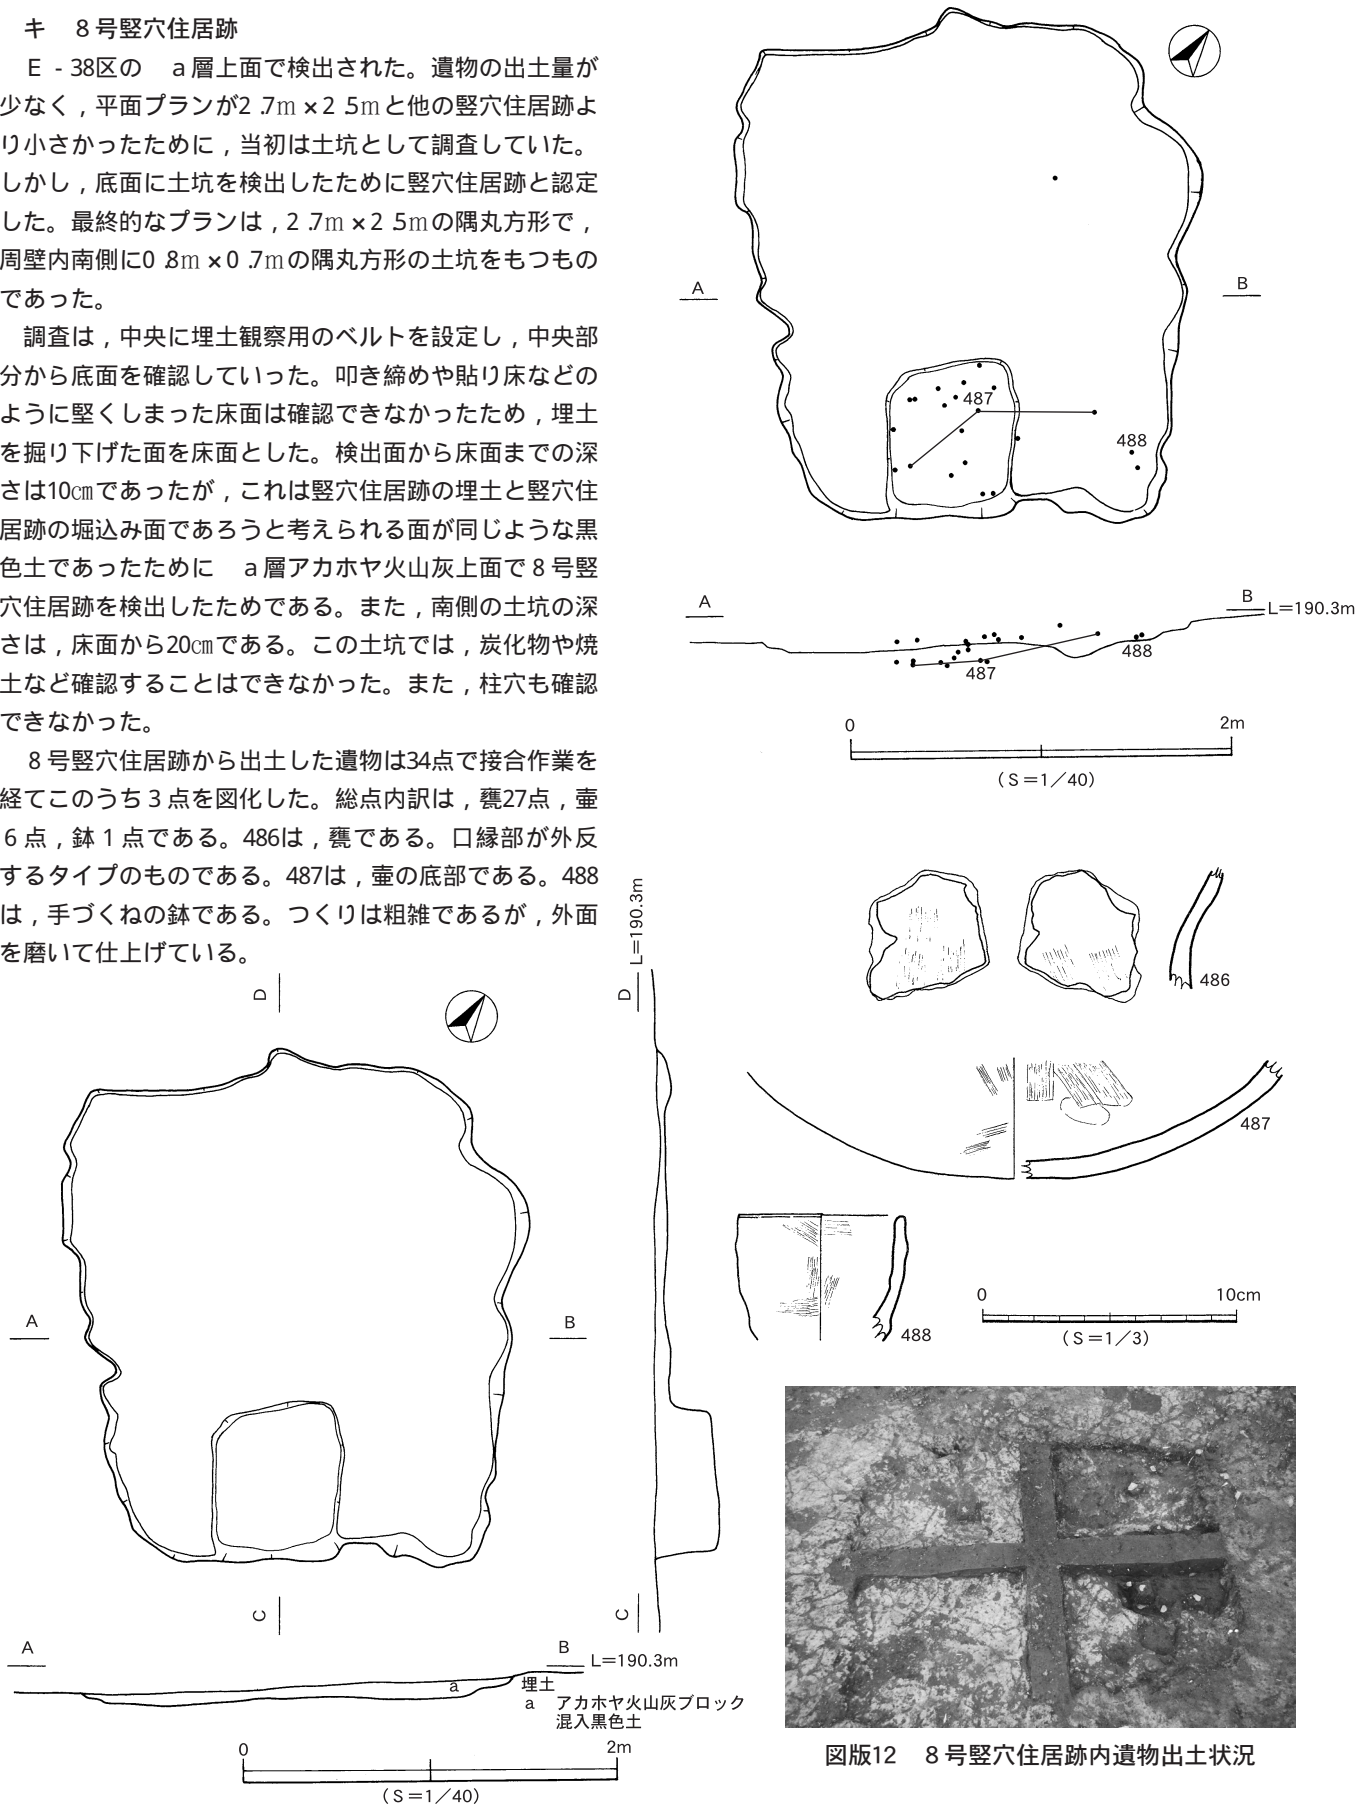 キ　８号竪穴住居跡
　Ｅ - 38区の　ａ層上面で検出された。遺物の出土量が
少なく，平面プランが2 .7ｍ×2 .5ｍと他の竪穴住居跡よ
り小さかったために，当初は土坑として調査していた。
しかし，底面に土坑を検出したために竪穴住居跡と認定
した。最終的なプランは，2 .7ｍ×2 .5ｍの隅丸方形で，
周壁内南側に0 .8ｍ×0 .7ｍの隅丸方形の土坑をもつもの
であった。
　調査は，中央に埋土観察用のベルトを設定し，中央部
分から底面を確認していった。叩き締めや貼り床などの
ように堅くしまった床面は確認できなかったため，埋土
を掘り下げた面を床面とした。検出面から床面までの深
さは10㎝であったが，これは竪穴住居跡の埋土と竪穴住
居跡の堀込み面であろうと考えられる面が同じような黒
色土であったために　ａ層アカホヤ火山灰上面で８号竪
穴住居跡を検出したためである。また，南側の土坑の深
さは，床面から20㎝である。この土坑では，炭化物や焼
土など確認することはできなかった。また，柱穴も確認
できなかった。
　８号竪穴住居跡から出土した遺物は34点で接合作業を
経てこのうち３点を図化した。総点内訳は，甕27点，壷
６点，鉢１点である。486は，甕である。口縁部が外反
するタイプのものである。487は，壷の底部である。488
は，手づくねの鉢である。つくりは粗雑であるが，外面
を磨いて仕上げている。
A
B
487
488
A
B
L=190.3m
487
488
0
2m
(S=1/40)
486
487
488
0
10cm
(S=1/3)
D
D
L=190.3m
A
B
C
C
A
B
L=190.3m
a
埋土
a　アカホヤ火山灰ブロック
混入黒色土
0
2m
(S=1/40)
図版12　８号竪穴住居跡内遺物出土状況